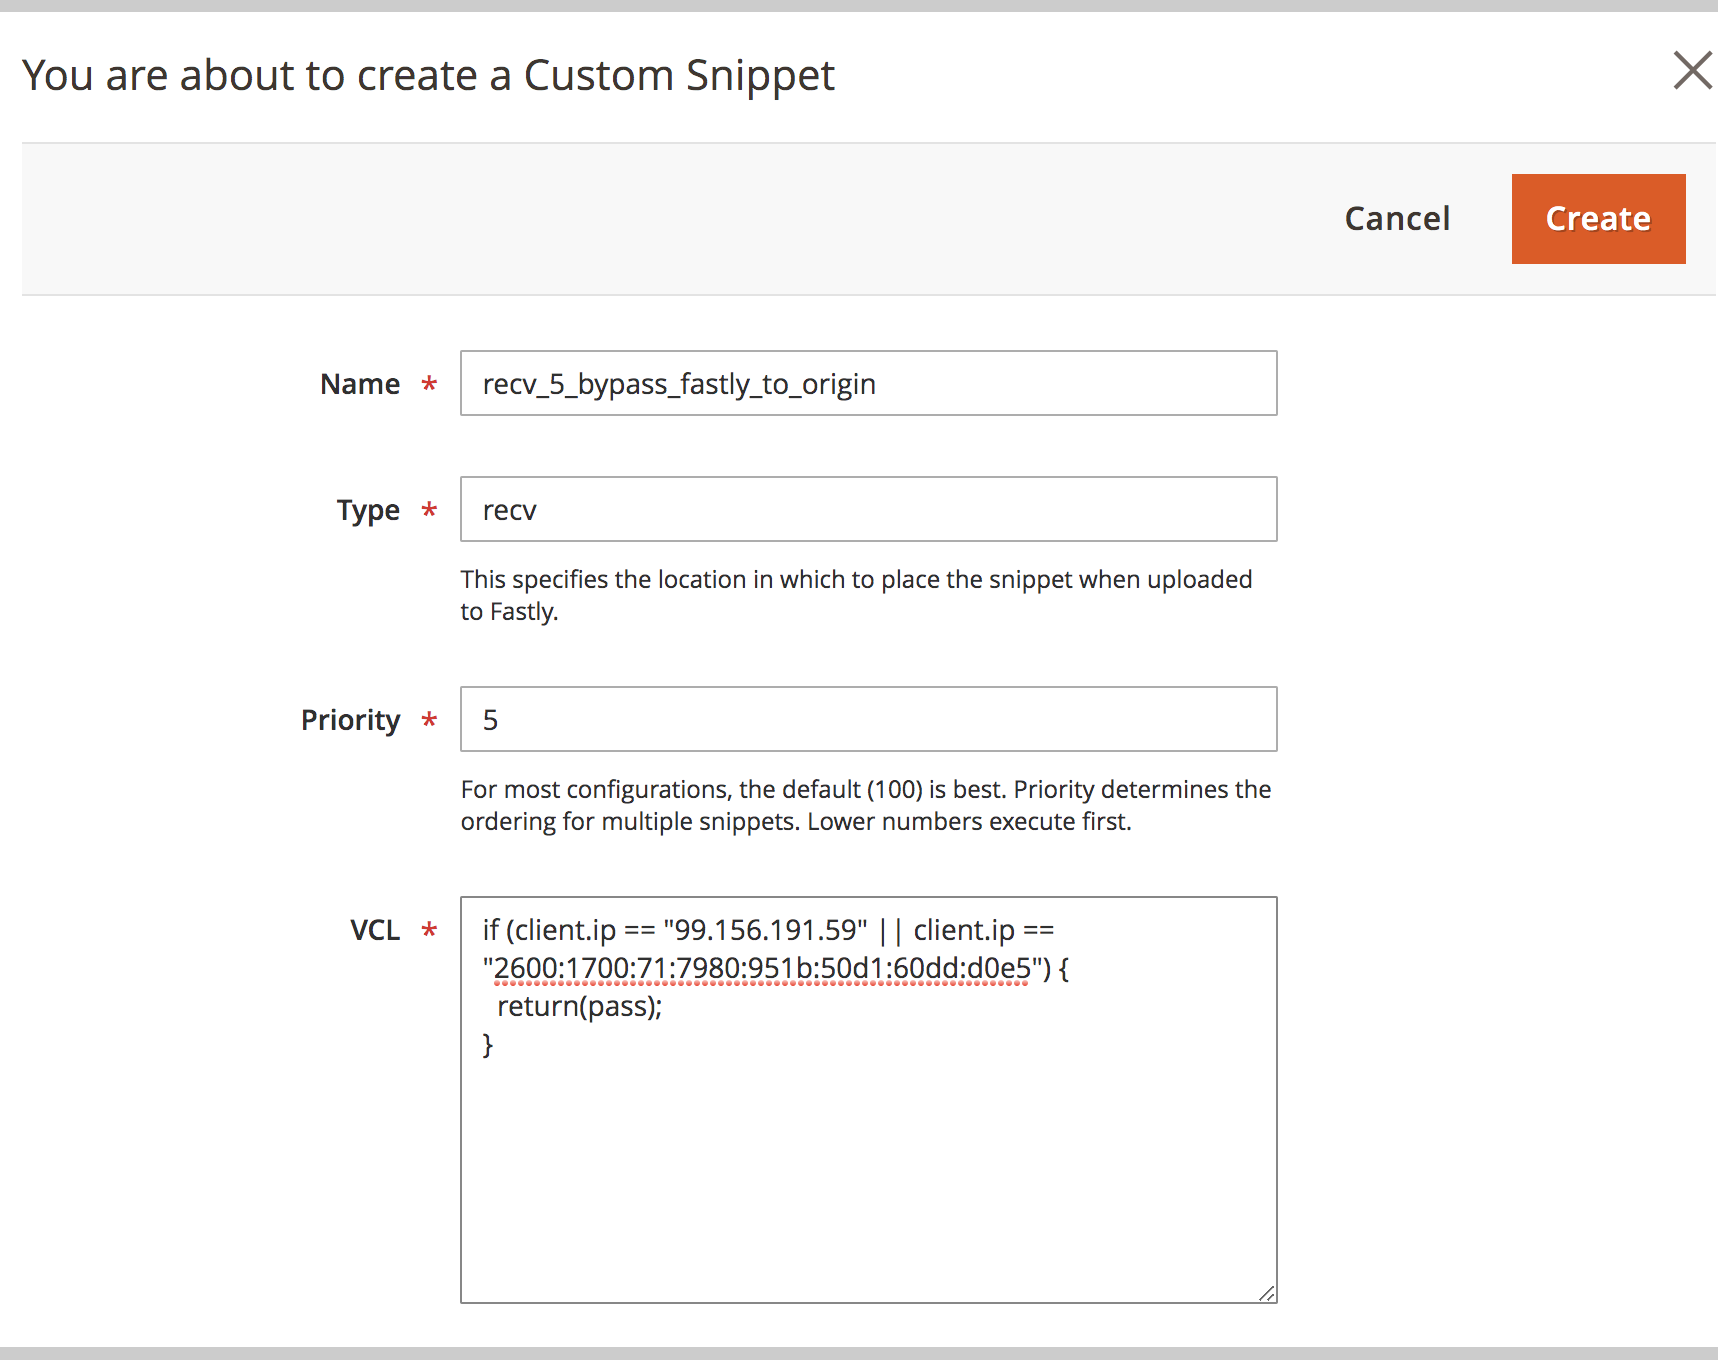 You are about to create a Custom Snippet
Cancel
Create
Name *
recv_5_bypass_fastly_to_origin
Type *
recv
This specifies the location in which to place the snippet when uploaded
to Fastly.
Priority *
5
For most configurations, the default (100) is best. Priority determines the
ordering for multiple snippets. Lower numbers execute first.
VCL *
if (client.ip == "99.156.191.59" || client.ip ==
"2600:1700:71:7980:951b:50d1:60dd:d0e5") {
  return(pass);
}